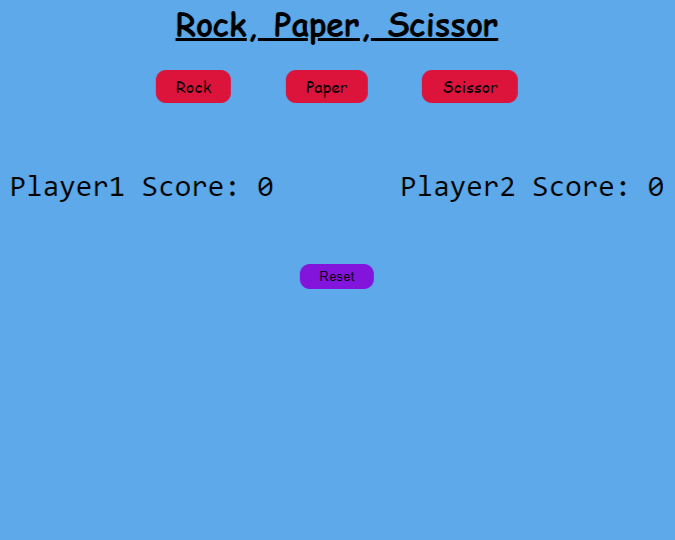 Rock, Paper, Scissor
Rock Paper Scissor
Player1 Score: 0 Player2 Score: 0
Reset